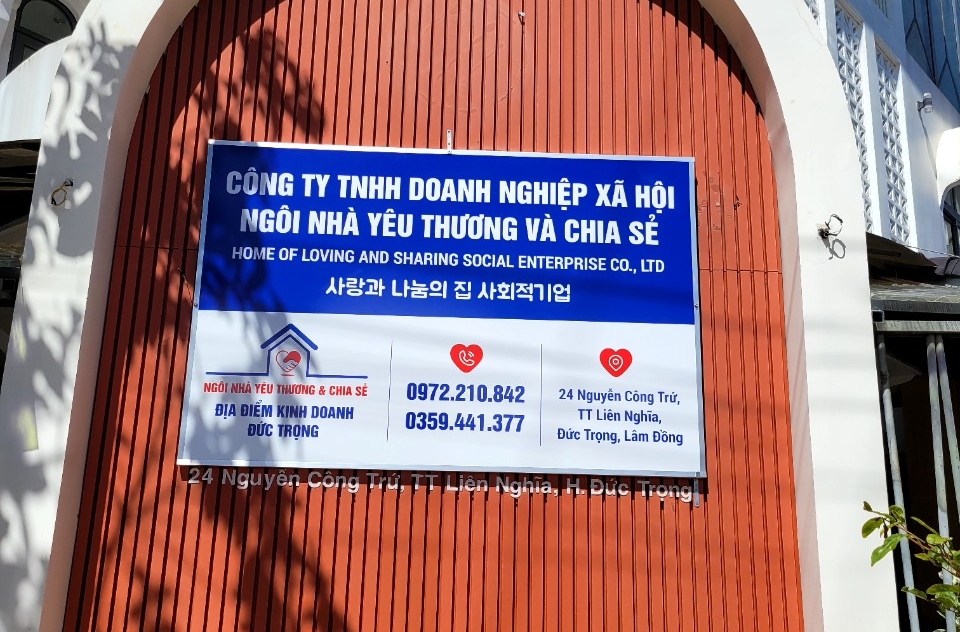 CÔNG TY TNHH DOANH NGHIỆP XÃ HỘI
NGÔI NHÀ YÊU THƯƠNG VÀ CHIA SẺ
HOME OF LOVING AND SHARING SOCIAL ENTERPRISE CO., LTD
사랑과 나눔의 집 사회적기업
NGÔI NHÀ YÊU THƯƠNG & CHIA SẺ
ĐỊA ĐIỂM KINH DOANH
ĐỨC TRỌNG
0972.210.842
0359.441.377
24 Nguyễn Công Trứ,
TT Liên Nghĩa,
Đức Trọng, Lâm Đồng
24 Nguyễn Công Trứ, TT Liên Nghĩa, H. Đức Trọng